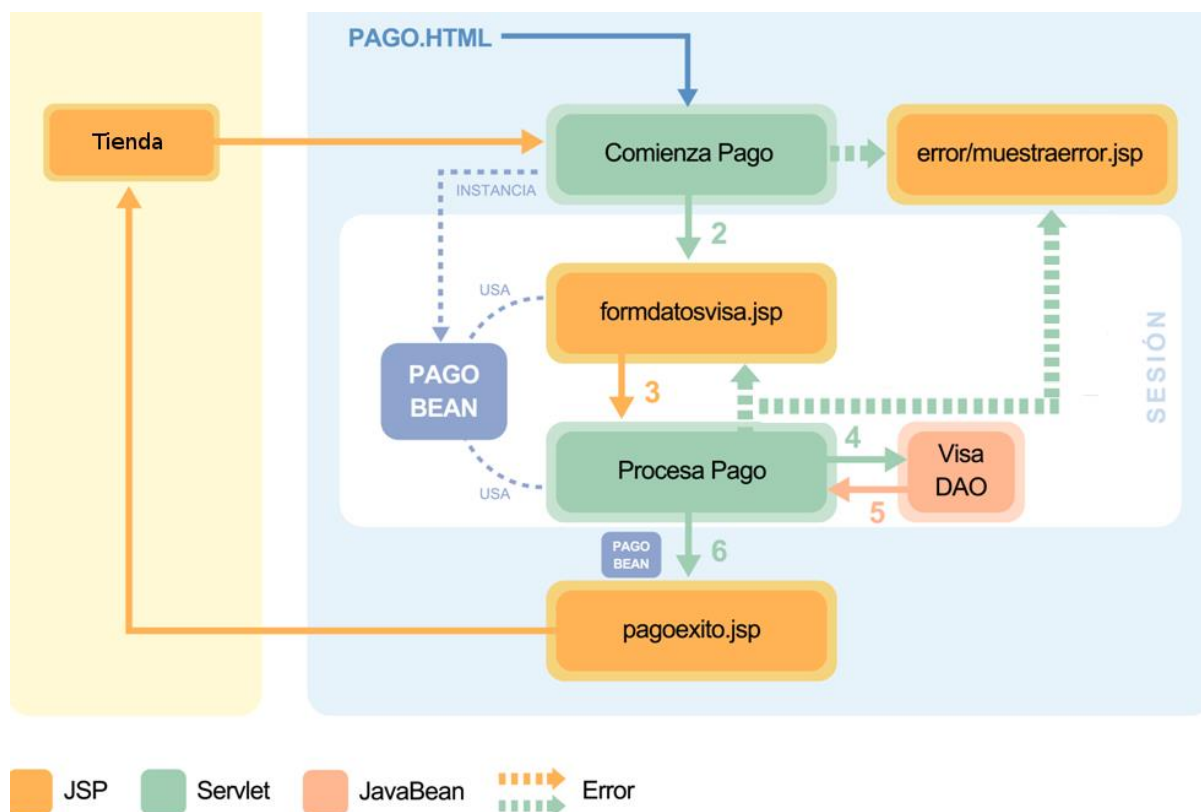 PAGO.HTML
Tienda
Comienza Pago
error/muestraerror.jsp
INSTANCIA
2
USA
formdatosvisa.jsp
SESIÓN
PAGO
BEAN
3
4
Procesa Pago
Visa
DAO
USA
5
PAGO
BEAN
6
pagoexito.jsp
JSP
Servlet
JavaBean
Error